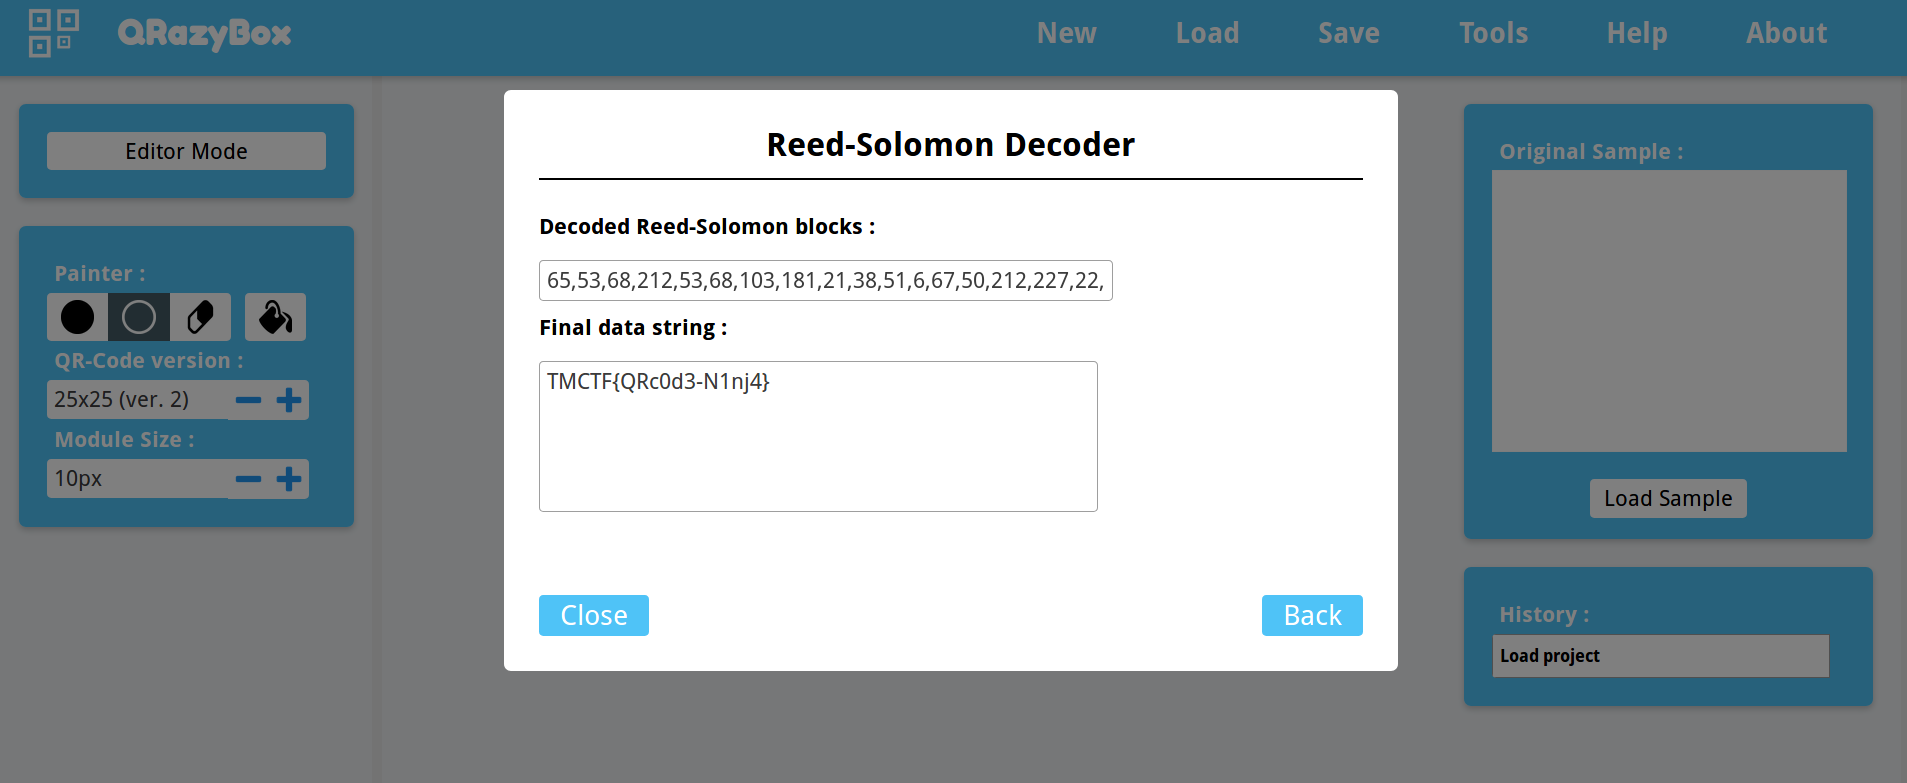 QRazyBox
New Load Save Tools Help About
Editor Mode
Painter :
QR-Code version :
25x25 (ver. 2)
Module Size :
10px
Reed-Solomon Decoder
Decoded Reed-Solomon blocks :
65,53,68,212,53,68,103,181,21,38,51,6,67,50,212,227,22,
Final data string :
TMCTF{QRc0d3-N1nj4}
Close
Back
Original Sample :
Load Sample
History :
Load project